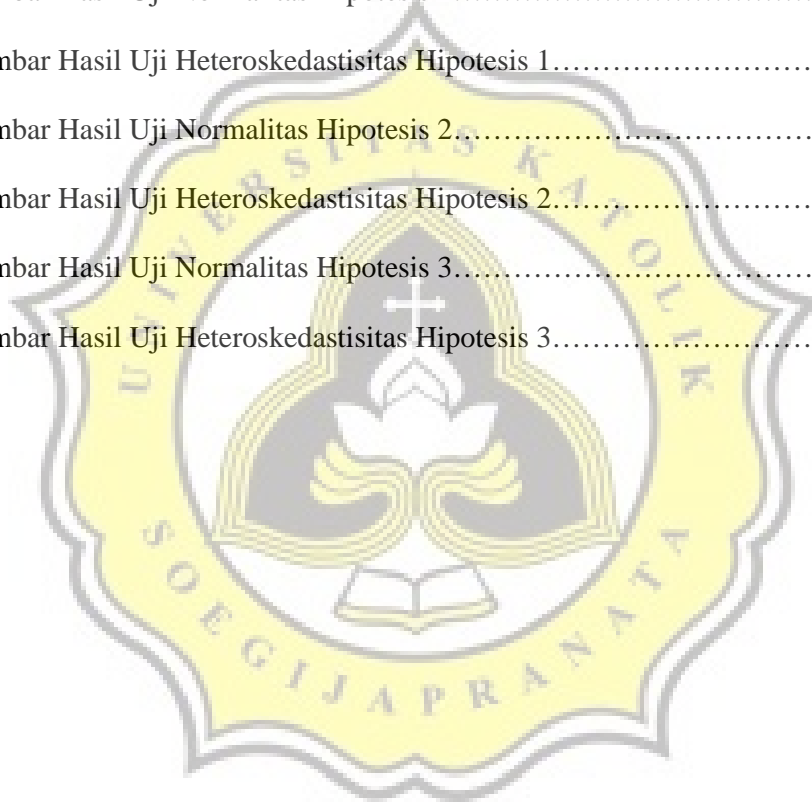 mbar Hasil Uji Heteroskedastisitas Hipotesis 1……………………
mbar Hasil Uji Normalitas Hipotesis 2……………………………
mbar Hasil Uji Heteroskedastisitas Hipotesis 2……………………
mbar Hasil Uji Normalitas Hipotesis 3……………………………
mbar Hasil Uji Heteroskedastisitas Hipotesis 3……………………
UNIVERSITAS KATOLIK
SOEGIJAPRANATA